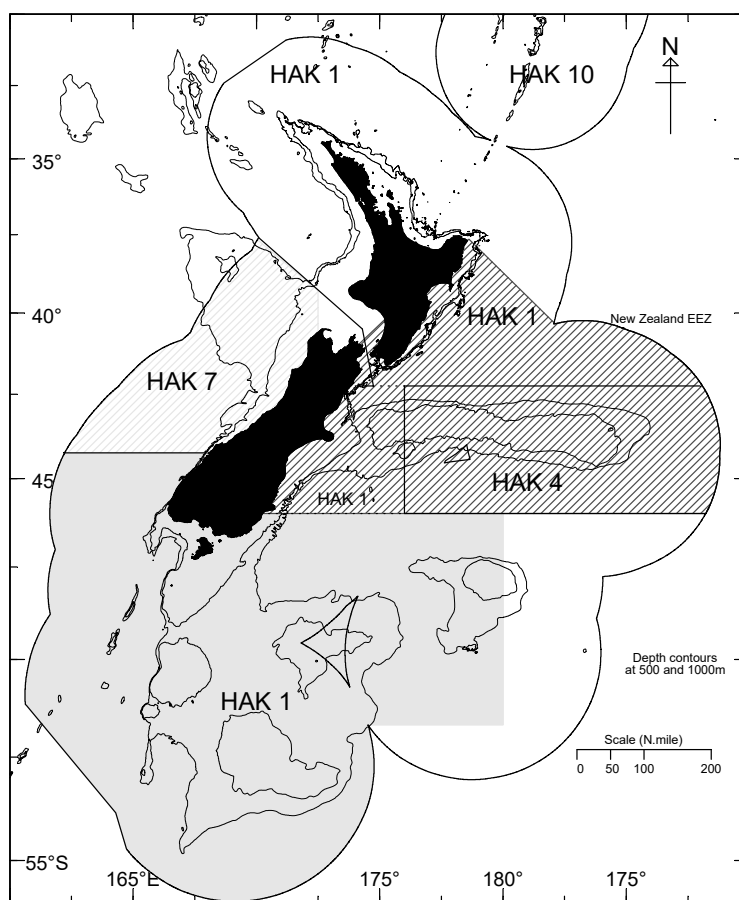 HAK 1
HAK 10
N
35°
40°
HAK 1
New Zealand EEZ
HAK 7
45
HAK 4
HAK 1
Depth contours
at 500 and 1000m
HAK 1
Scale (N.mile)
0 50 100 200
55°S
165°E 175° 180° 175°